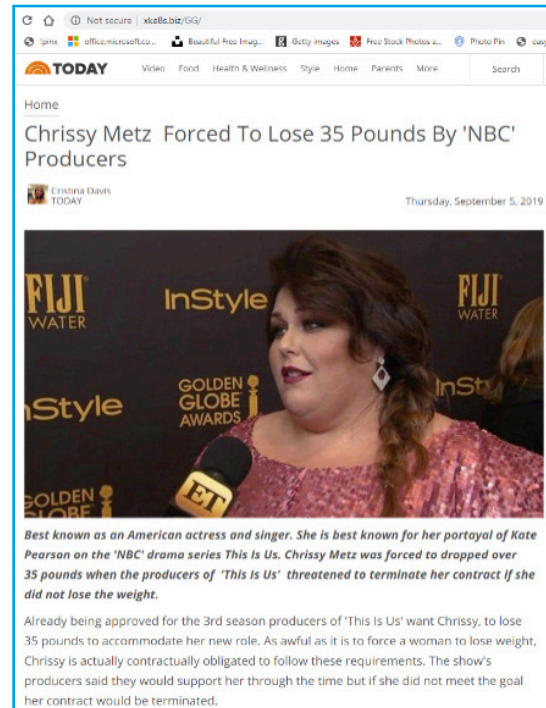 Not secure | xko8s.biz/GG/
!pinx office.microsoft.co... Beautiful Free Imag... Getty images Free Stock Photos a... Photo Pin easy
TODAY Video Food Health & Wellness Style Home Parents More Search
Home
Chrissy Metz Forced To Lose 35 Pounds By 'NBC'
Producers
Cristina Davis
TODAY
Thursday, September 5, 2019
FIJI
WATER
InStyle
FIJI
WATER
InStyle
GOLDEN
GLOBE
AWARDS
InSty
ET
GOLDEN
GLOBE
Best known as an American actress and singer. She is best known for her portayal of Kate
Pearson on the 'NBC' drama series This Is Us. Chrissy Metz was forced to dropped over
35 pounds when the producers of 'This Is Us' threatened to terminate her contract if she
did not lose the weight.
Already being approved for the 3rd season producers of 'This Is Us' want Chrissy, to lose
35 pounds to accommodate her new role. As awful as it is to force a woman to lose weight,
Chrissy is actually contractually obligated to follow these requirements. The show's
producers said they would support her through the time but if she did not meet the goal
her contract would be terminated.